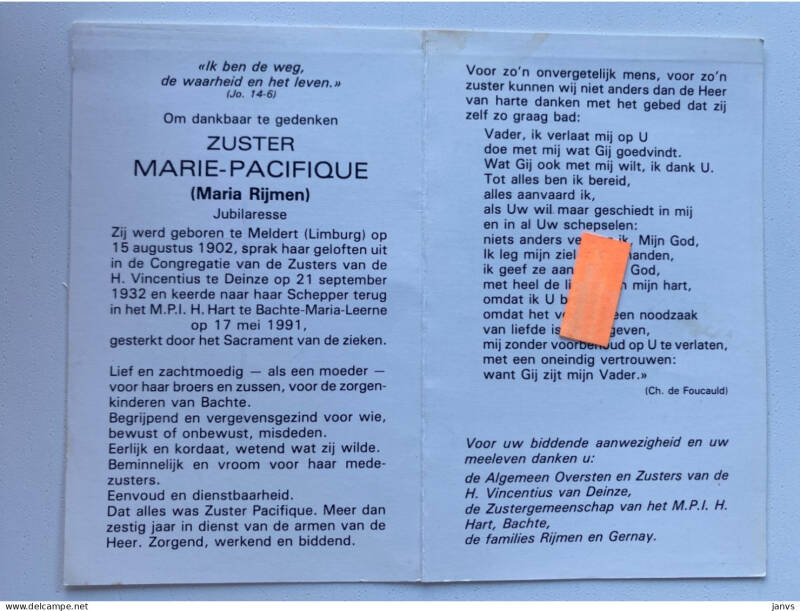 «Ik ben de weg,
de waarheid en het leven.»
(Jo. 14-6)
Om dankbaar te gedenken
ZUSTER
MARIE-PACIFIQUE
(Maria Rijmen)
Jubilaresse
Zij werd geboren te Meldert (Limburg) op
15 augustus 1902, sprak haar geloften uit
in de Congregatie van de Zusters van de
H. Vincentius te Deinze op 21 september
1932 en keerde naar haar Schepper terug
in het M.P.I. H. Hart te Bachte-Maria-Leerne
op 17 mei 1991,
gesterkt door het Sacrament van de zieken.
Lief en zachtmoedig — als een moeder —
voor haar broers en zussen, voor de zorgen-
kinderen van Bachte.
Begrijpend en vergevensgezind voor wie,
bewust of onbewust, misdeden.
Eerlijk en kordaat, wetend wat zij wilde.
Beminnelijk en vroom voor haar mede-
zusters.
Eenvoud en dienstbaarheid.
Dat alles was Zuster Pacifique. Meer dan
zestig jaar in dienst van de armen van de
Heer. Zorgend, werkend en biddend.
Voor zo'n onvergetelijk mens, voor zo'n
zuster kunnen wij niet anders dan de Heer
van harte danken met het gebed dat zij
zelf zo graag bad:
Vader, ik verlaat mij op U
doe met mij wat Gij goedvindt.
Wat Gij ook met mij wilt, ik dank U.
Tot alles ben ik bereid,
alles aanvaard ik,
als Uw wil maar geschiedt in mij
en in al Uw schepselen:
niets anders ik, Mijn God,
Ik leg mijn ziel
ik geef ze aan God,
met heel de mijn hart,
omdat ik U
omdat het een noodzaak
van liefde is
mij zonder voorbehoud op U te verlaten,
met een oneindig vertrouwen:
want Gij zijt mijn Vader.»
(Ch. de Foucauld)
Voor uw biddende aanwezigheid en uw
meeleven danken u:
de Algemeen Oversten en Zusters van de
H. Vincentius van Deinze,
de Zustergemeenschap van het M.P.I. H.
Hart, Bachte,
de families Rijmen en Gernay.
delcampe.net
janvs